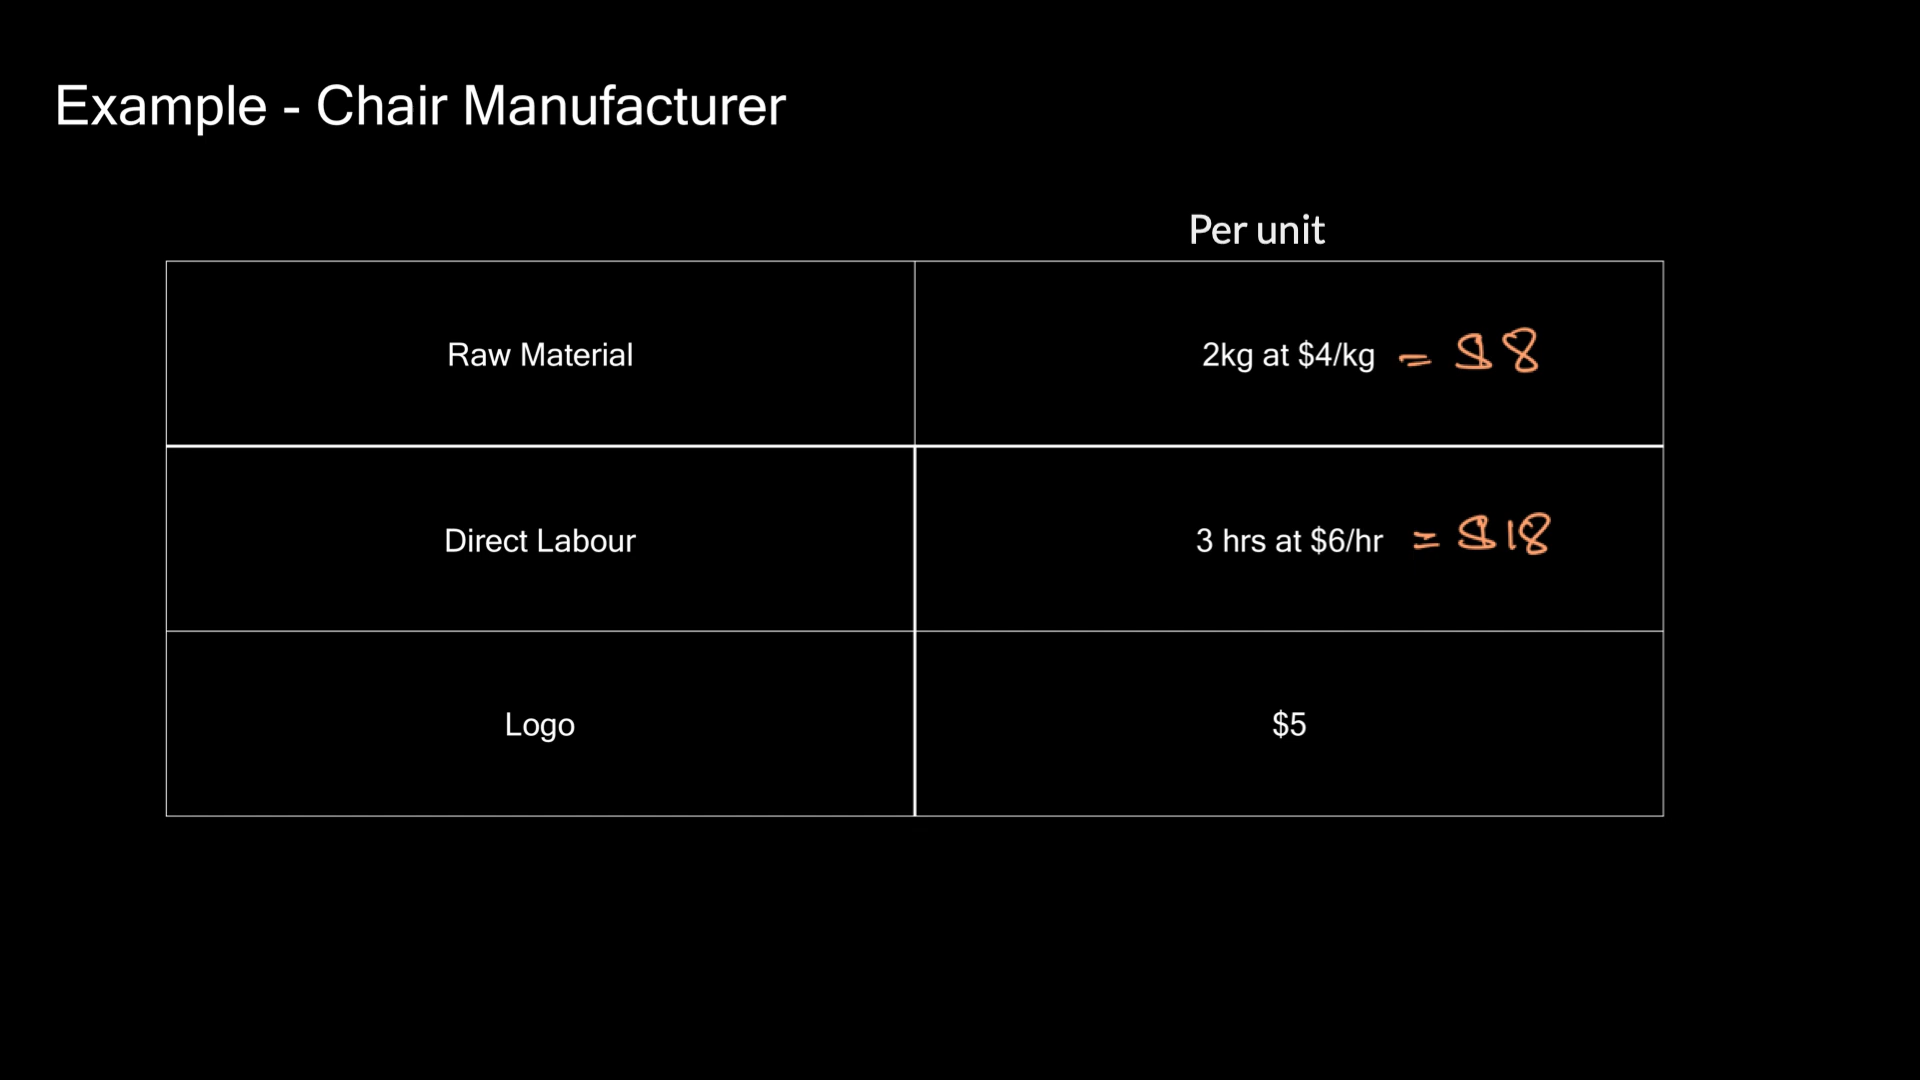 Example - Chair Manufacturer
Per unit
Raw Material 2kg at $4/kg = $8
Direct Labour 3 hrs at $6/hr = $18
Logo $5